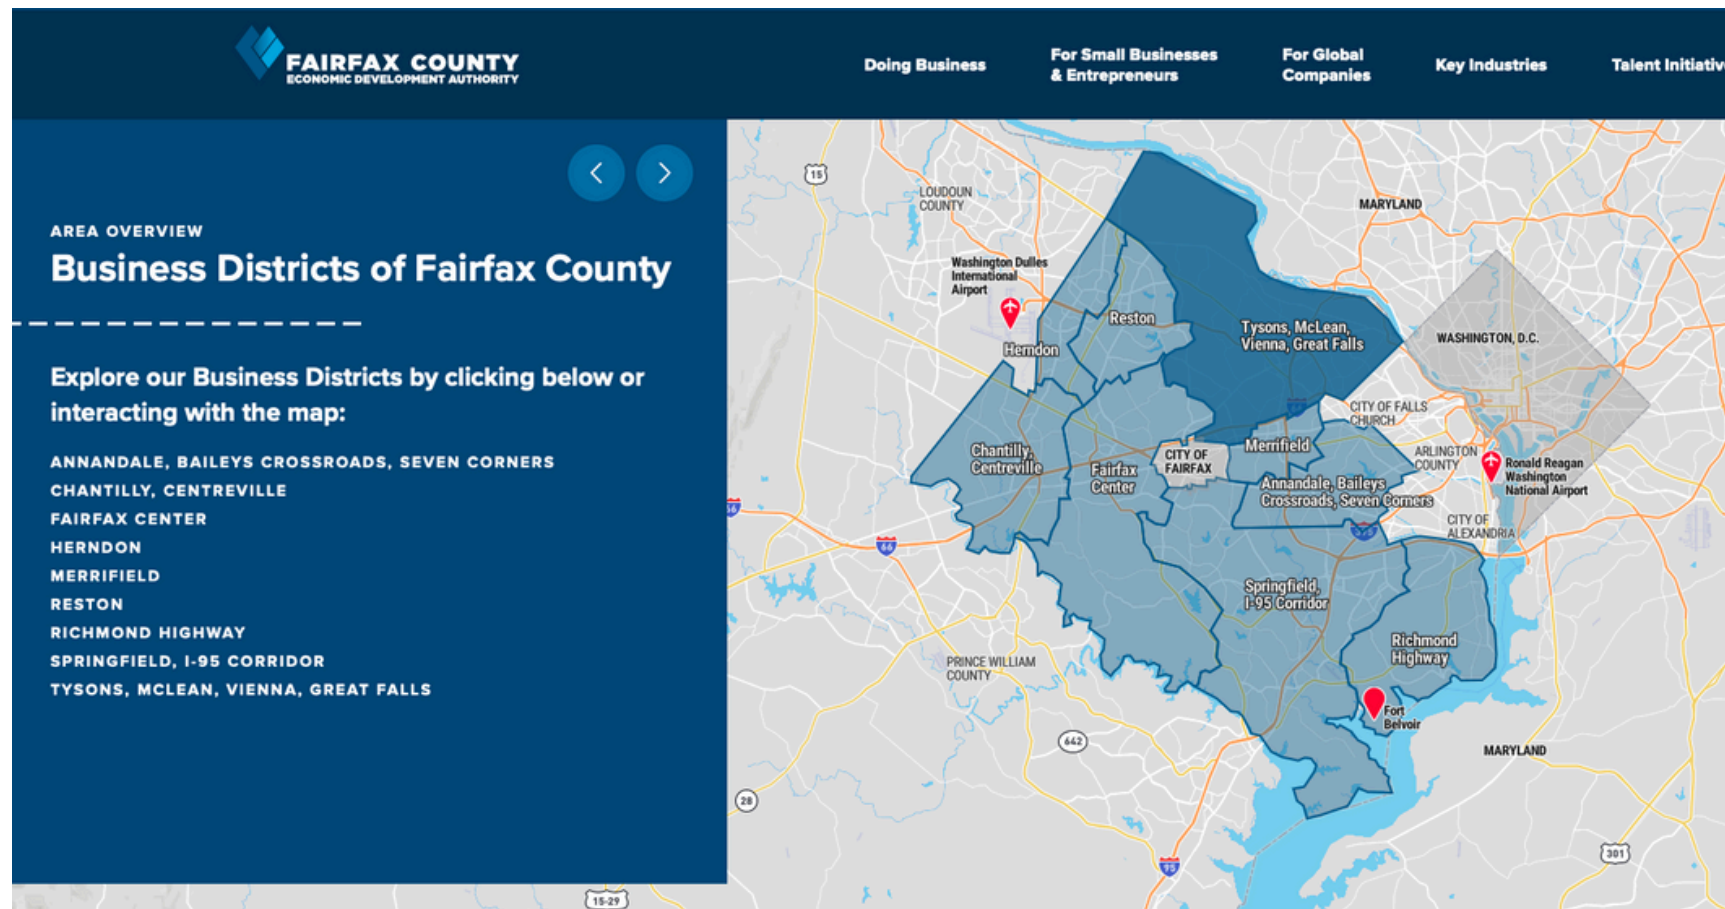 FAIRFAX COUNTY
ECONOMIC DEVELOPMENT AUTHORITY
Doing Business
For Small Businesses
& Entrepreneurs
For Global
Companies
Key Industries
Talent Initiative
AREA OVERVIEW
Business Districts of Fairfax County
Explore our Business Districts by clicking below or
interacting with the map:
ANNANDALE, BAILEYS CROSSROADS, SEVEN CORNERS
CHANTILLY, CENTREVILLE
FAIRFAX CENTER
HERNDON
MERRIFIELD
RESTON
RICHMOND HIGHWAY
SPRINGFIELD, I-95 CORRIDOR
TYSONS, MCLEAN, VIENNA, GREAT FALLS
15
LOUDOUN
COUNTY
MARYLAND
Washington Dulles
International
Airport
Reston
Herndon
Tysons, McLean,
Vienna, Great Falls
WASHINGTON, D.C.
CITY OF FALLS
CHURCH
Chantilly,
Centreville
Fairfax
Center
CITY OF
FAIRFAX
Merrifield
ARLINGTON
COUNTY
Ronald Reagan
Washington
National Airport
Annandale, Baileys
Crossroads, Seven Corners
CITY OF
ALEXANDRIA
66
Springfield,
I-95 Corridor
Richmond
Highway
PRINCE WILLIAM
COUNTY
Fort
Belvoir
642
MARYLAND
28
95
301
15-29